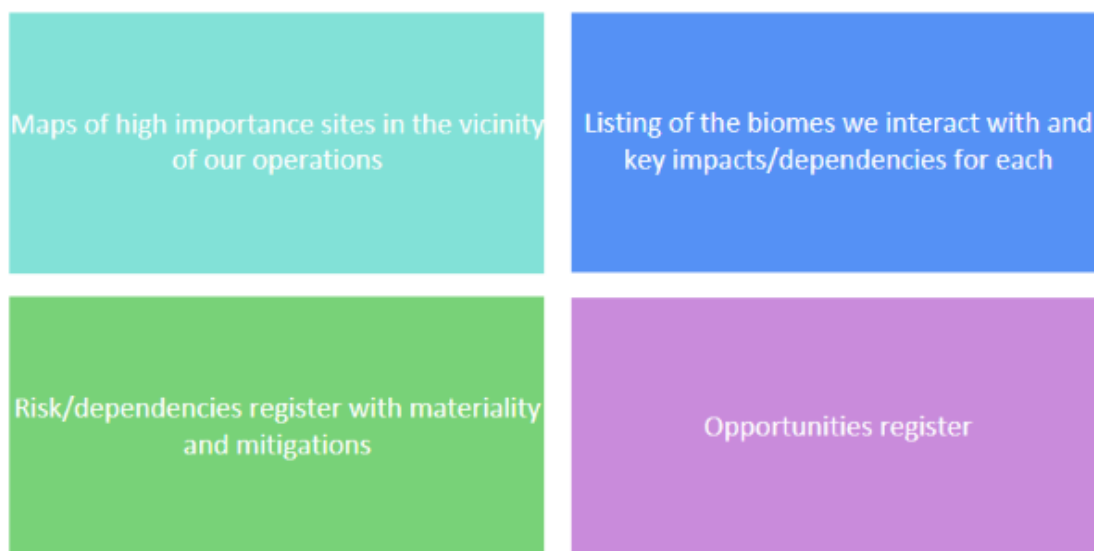 Maps of high importance sites in the vicinity
of our operations
Listing of the biomes we interact with and
key impacts/dependencies for each
Risk/dependencies register with materiality
and mitigations
Opportunities register